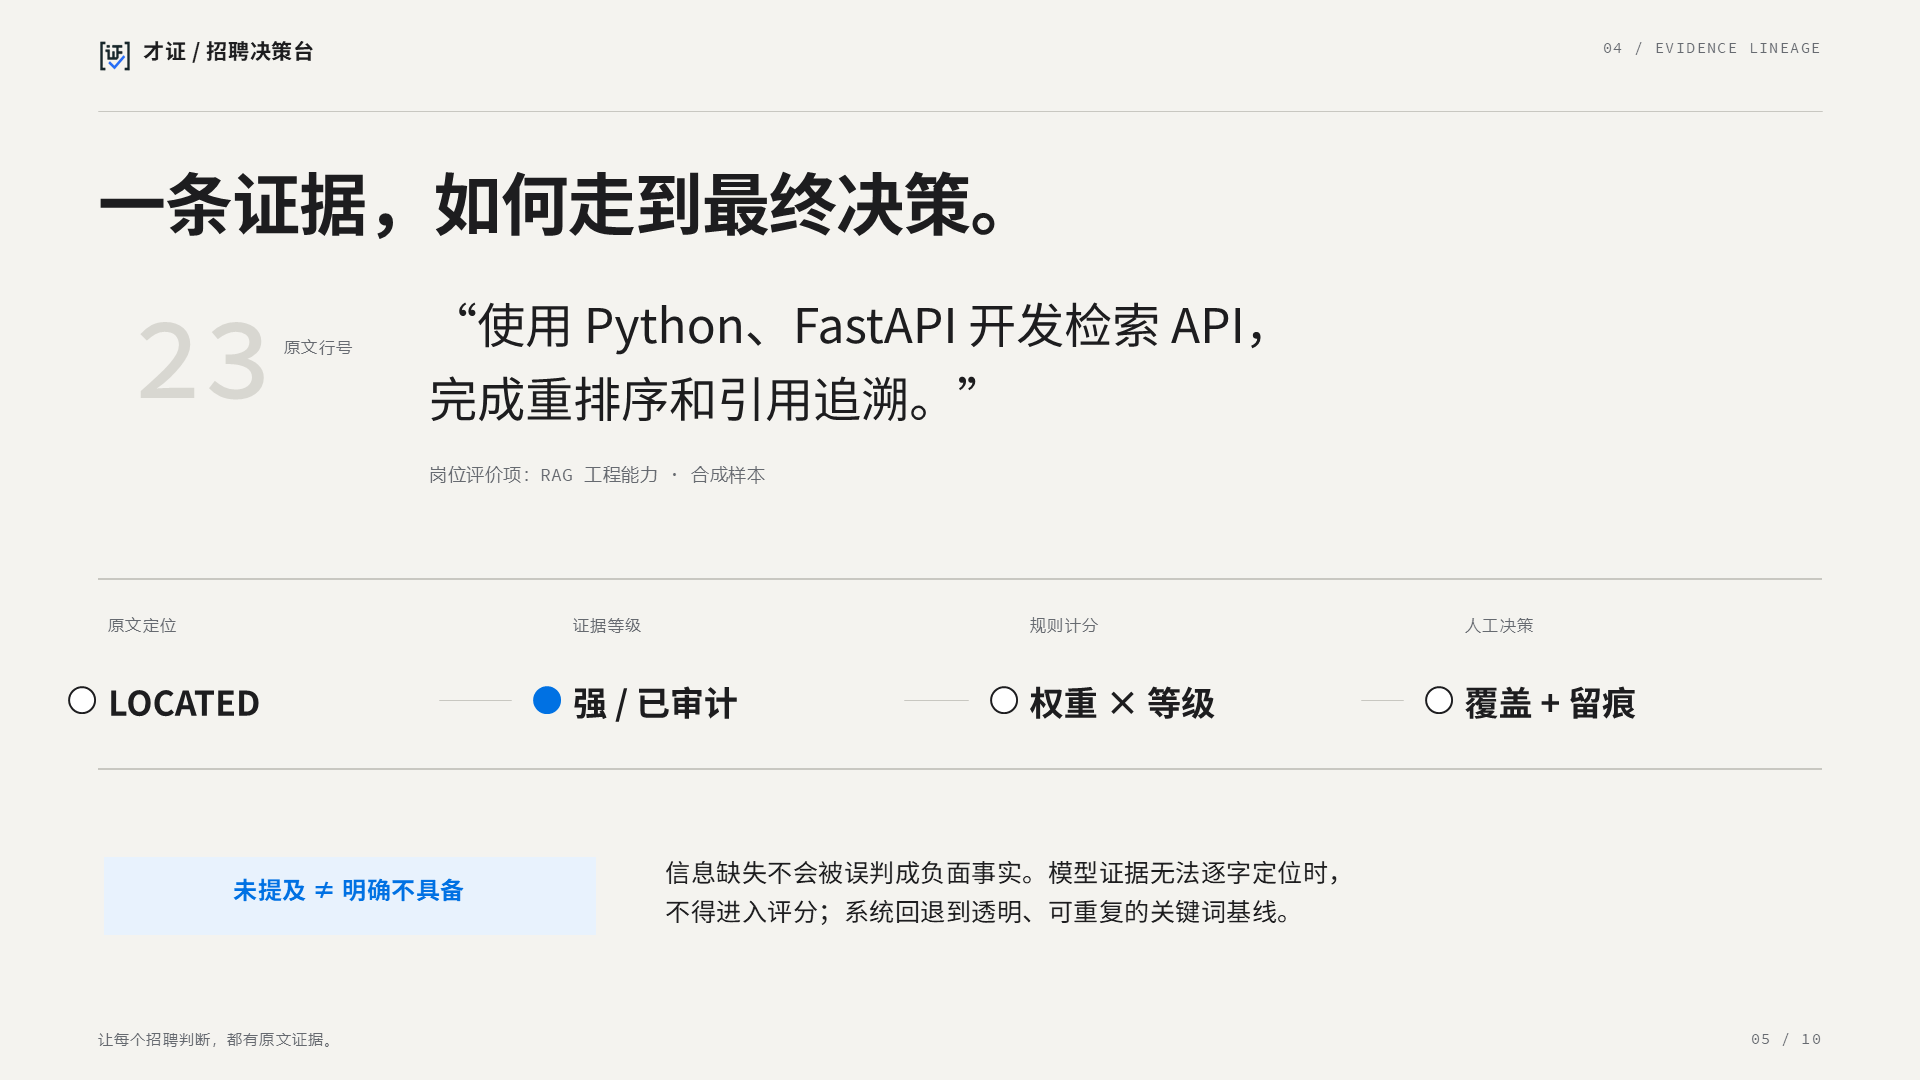 [证] 才证 / 招聘决策台
04 / EVIDENCE LINEAGE
一条证据，如何走到最终决策。
23 原文行号
“使用 Python、FastAPI 开发检索 API，
完成重排序和引用追溯。”
岗位评价项：RAG 工程能力 · 合成样本
原文定位
证据等级
规则计分
人工决策
LOCATED
强 / 已审计
权重 × 等级
覆盖 + 留痕
未提及 ≠ 明确不具备
信息缺失不会被误判成负面事实。模型证据无法逐字定位时，
不得进入评分；系统回退到透明、可重复的关键词基线。
让每个招聘判断，都有原文证据。
05 / 10